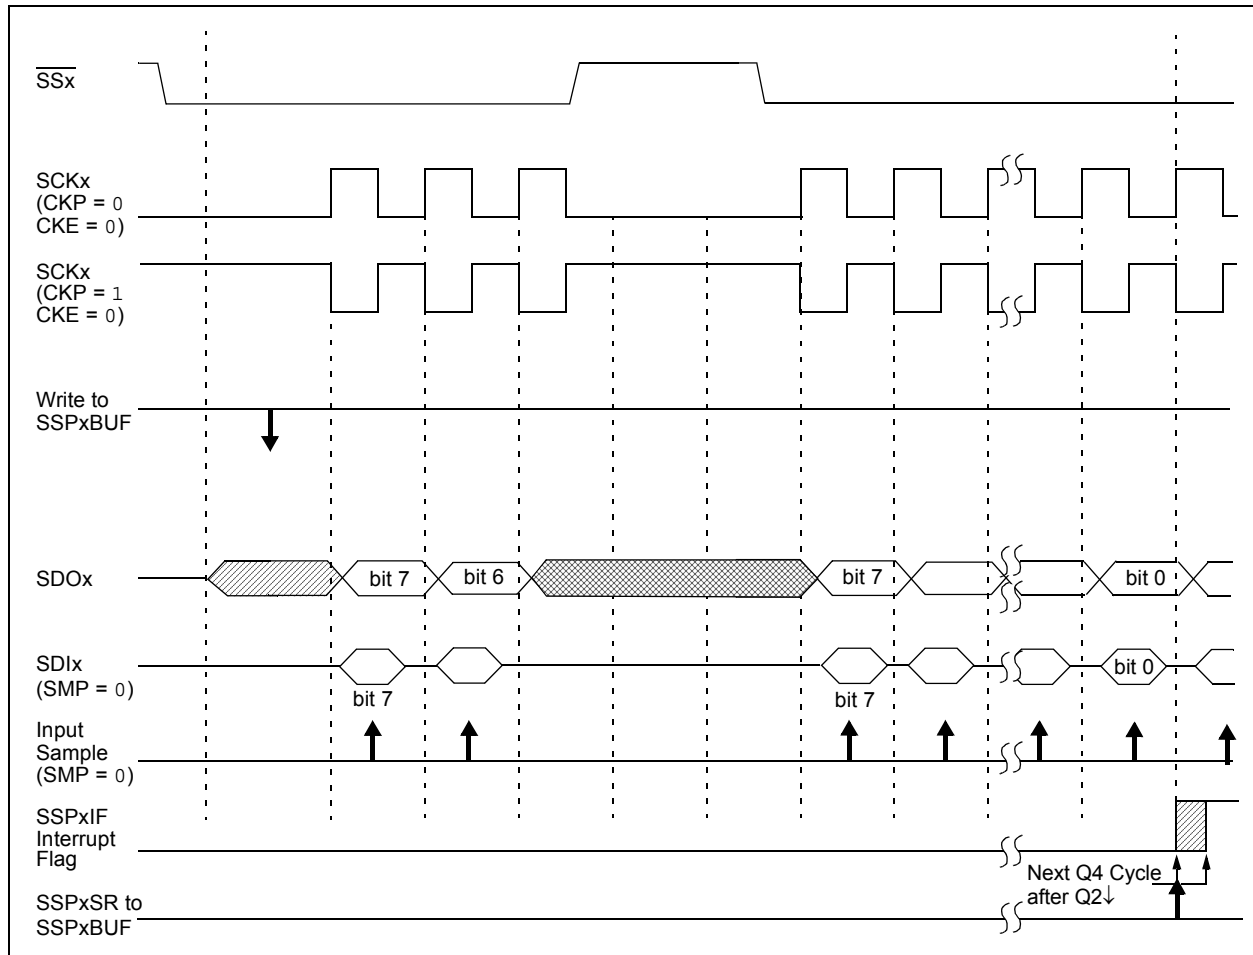 SSx
SCKx
(CKP = 0
CKE = 0)
SCKx
(CKP = 1
CKE = 0)
Write to
SSPxBUF
SDOx
bit 7
bit 6
bit 7
bit 0
SDIx
(SMP = 0)
bit 7
bit 7
bit 0
Input
Sample
(SMP = 0)
SSPxIF
Interrupt
Flag
Next Q4 Cycle
after Q2↓
SSPxSR to
SSPxBUF